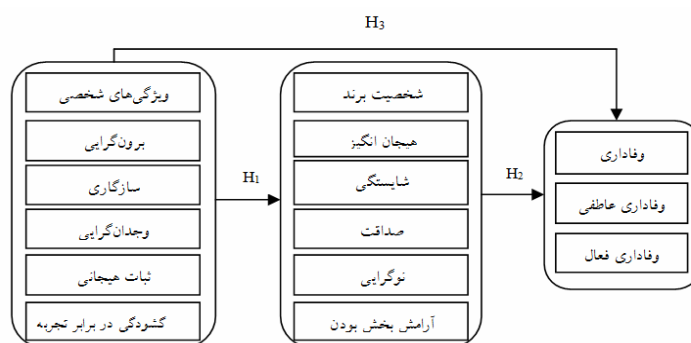 H3
ویژگی‌های شخصی
برون‌گرایی
سازگاری
وجدان‌گرایی
ثبات هیجانی
گشودگی در برابر تجربه
H1
شخصیت برند
هیجان انگیز
شایستگی
صداقت
نوگرایی
آرامش بخش بودن
H2
وفاداری
وفاداری عاطفی
وفاداری فعال